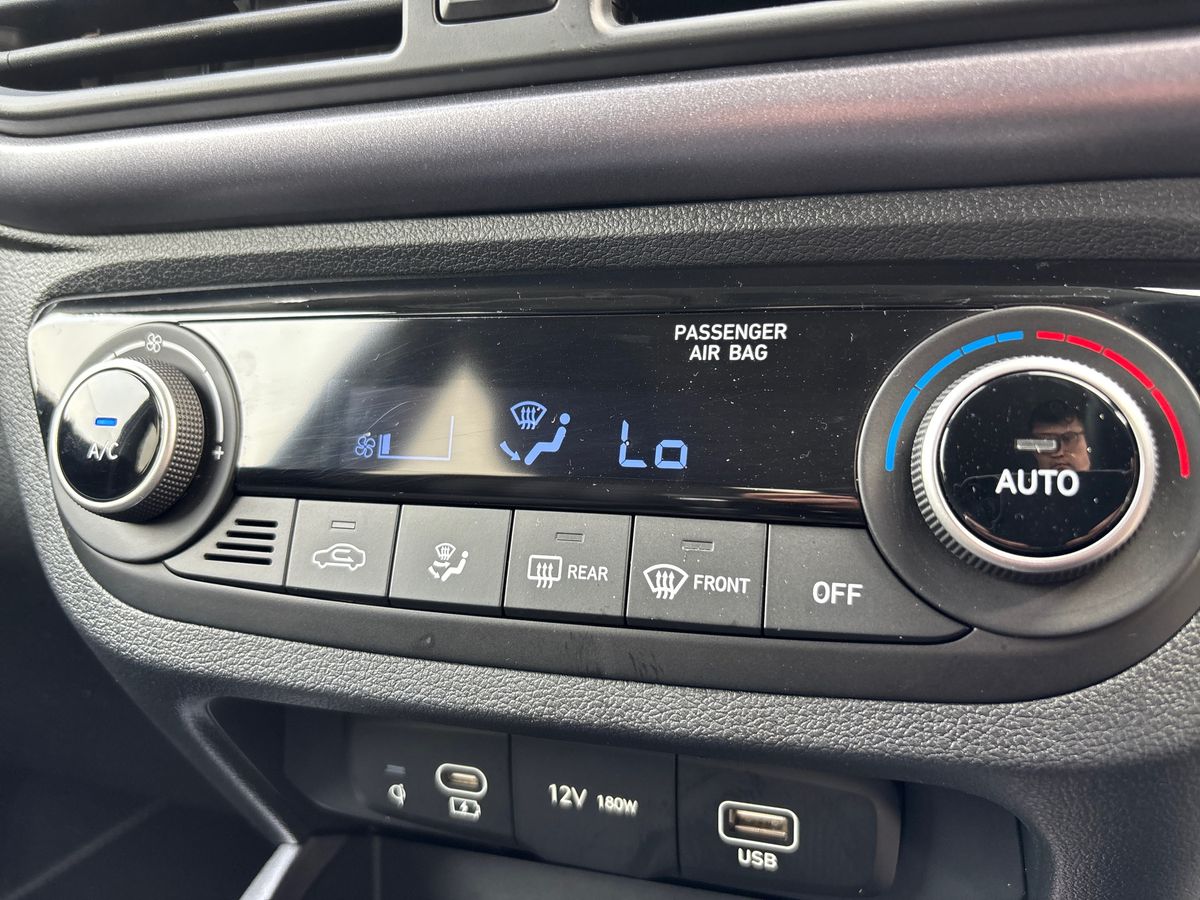 PASSENGER
AIR BAG
Lo
A/C
+
AUTO
REAR
FRONT
OFF
12V 180W
USB